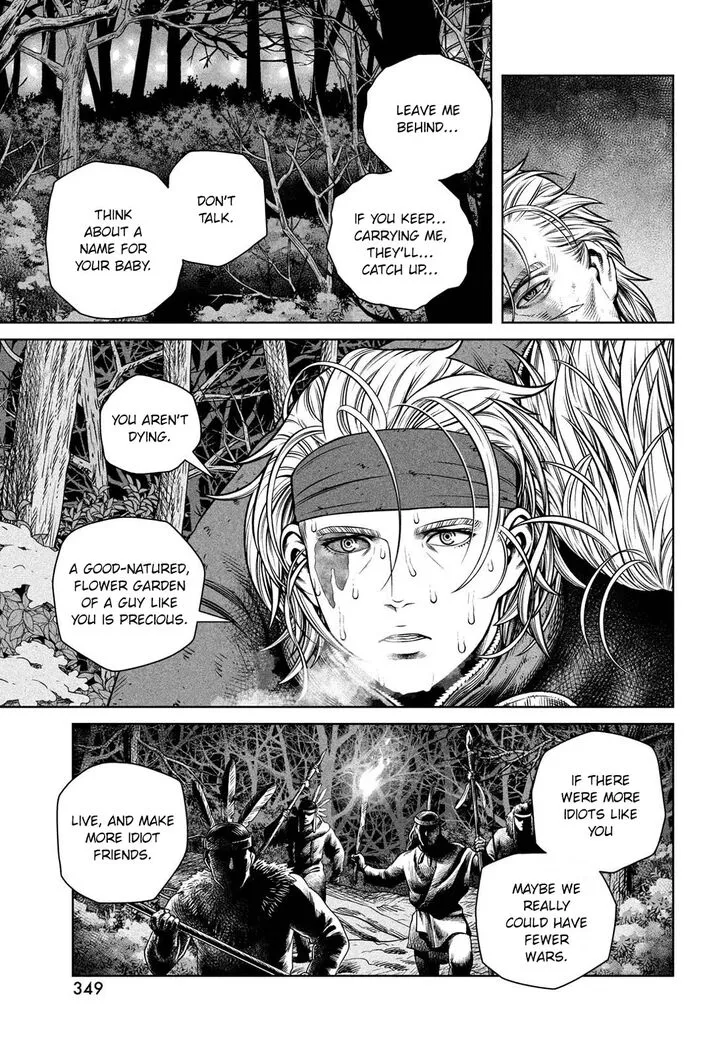 LEAVE ME
BEHIND...
IF YOU KEEP...
CARRYING ME,
THEY'LL...
CATCH UP...
DON'T
TALK.
THINK
ABOUT A
NAME FOR
YOUR BABY.
YOU AREN'T
DYING.
A GOOD-NATURED,
FLOWER GARDEN
OF A GUY LIKE
YOU IS PRECIOUS.
IF THERE
WERE MORE
IDIOTS LIKE
YOU
MAYBE WE
REALLY
COULD HAVE
FEWER
WARS.
LIVE, AND MAKE
MORE IDIOT
FRIENDS.
349